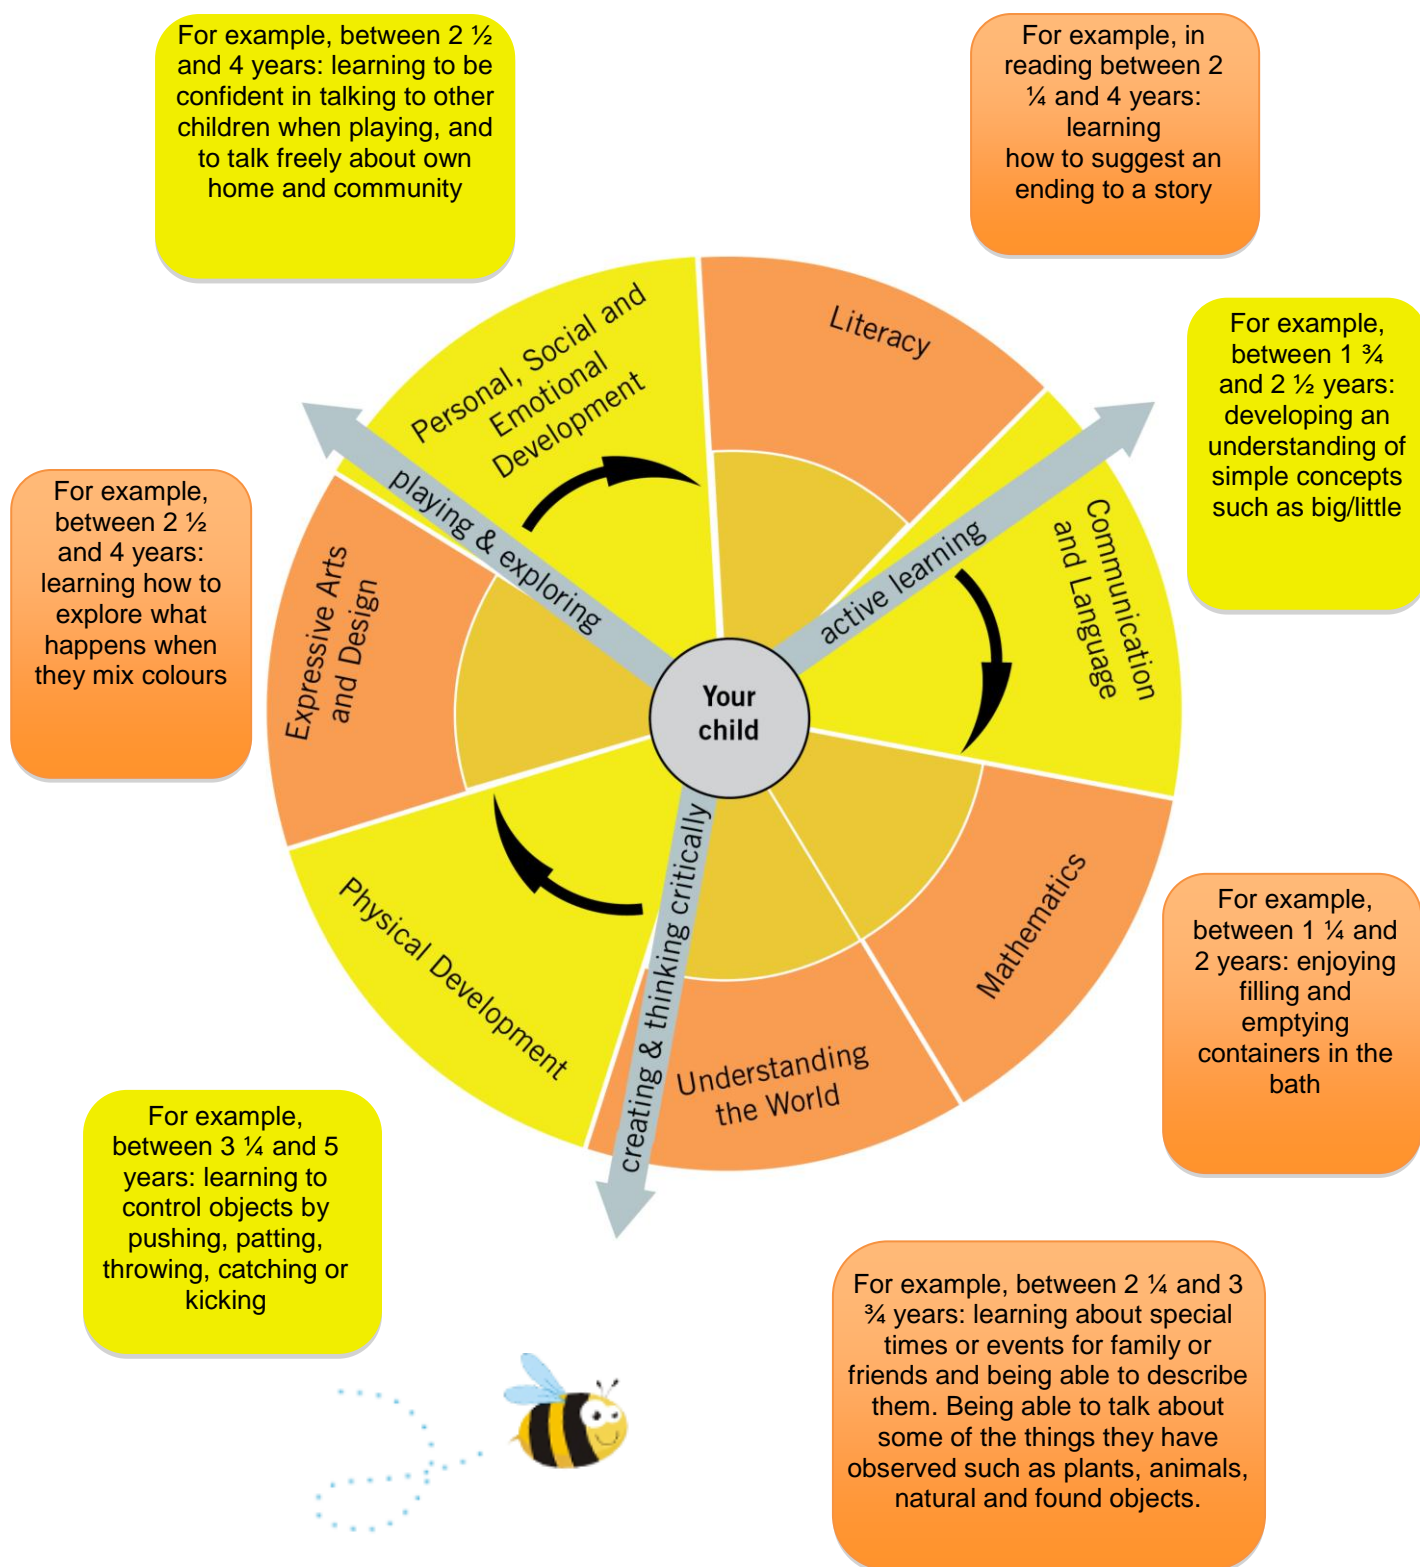 For example, between 2 ½
and 4 years: learning to be
confident in talking to other
children when playing, and
to talk freely about own
home and community
For example, in
reading between 2
¼ and 4 years:
learning
how to suggest an
ending to a story
For example,
between 1 ¾
and 2 ½ years:
developing an
understanding of
simple concepts
such as big/little
For example,
between 2 ½
and 4 years:
learning how to
explore what
happens when
they mix colours
Personal, Social and
Emotional
Development
Literacy
playing & exploring
active learning
Communication
and Language
Expressive Arts
and Design
Your
child
creating & thinking critically
Physical Development
Mathematics
Understanding
the World
For example,
between 1 ¼ and
2 years: enjoying
filling and
emptying
containers in the
bath
For example,
between 3 ¼ and 5
years: learning to
control objects by
pushing, patting,
throwing, catching or
kicking
For example, between 2 ¼ and 3
¾ years: learning about special
times or events for family or
friends and being able to describe
them. Being able to talk about
some of the things they have
observed such as plants, animals,
natural and found objects.